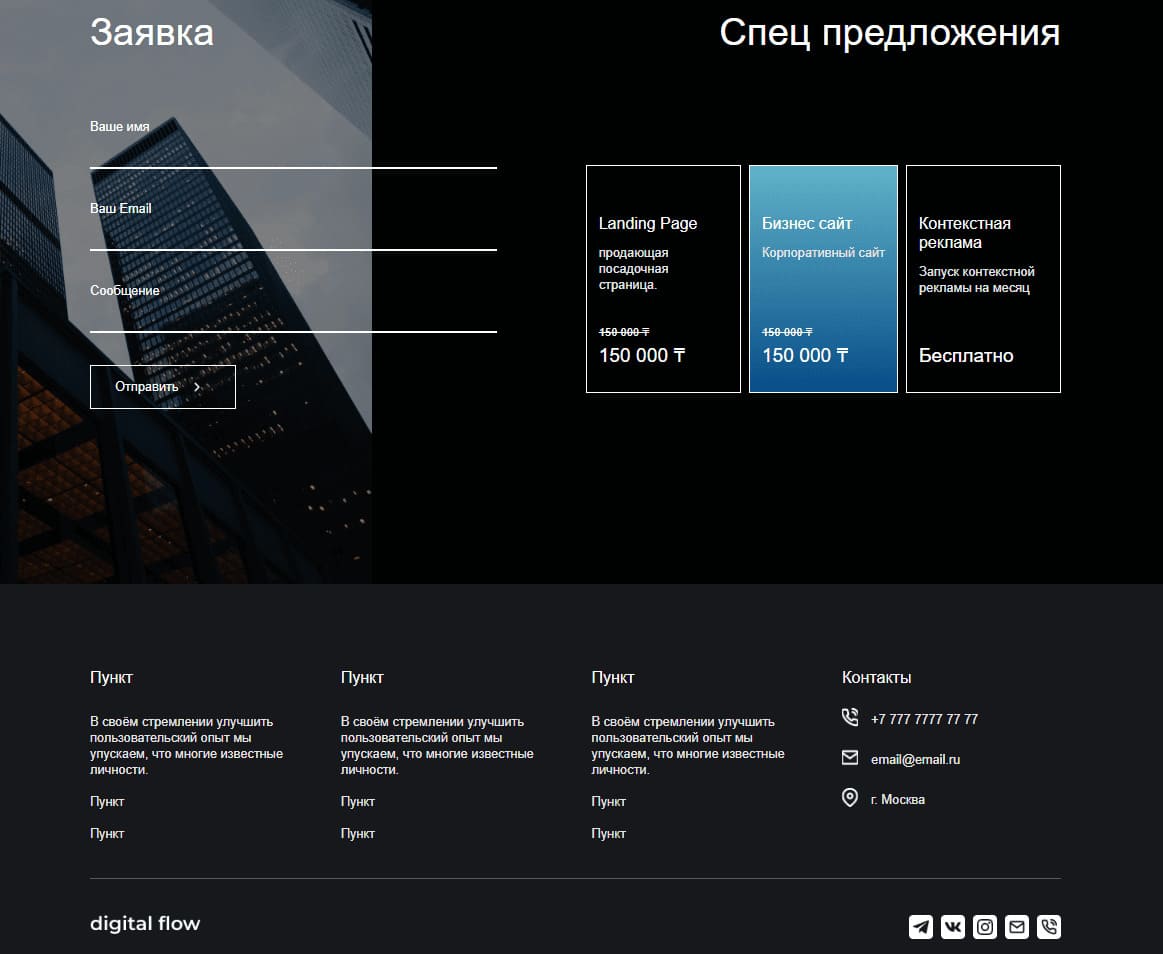 Заявка
Ваше имя
Ваш Email
Сообщение
Отправить
Спец предложения
Landing Page
продающая
посадочная
страница.
150 000 ₸
150 000 ₸
Бизнес сайт
Корпоративный сайт
150 000 ₸
150 000 ₸
Контекстная
реклама
Запуск контекстной
рекламы на месяц
Бесплатно
Пункт
В своём стремлении улучшить
пользовательский опыт мы
упускаем, что многие известные
личности.
Пункт
Пункт
Пункт
В своём стремлении улучшить
пользовательский опыт мы
упускаем, что многие известные
личности.
Пункт
Пункт
Пункт
В своём стремлении улучшить
пользовательский опыт мы
упускаем, что многие известные
личности.
Пункт
Пункт
Контакты
+7 777 7777 77 77
email@email.ru
г. Москва
digital flow